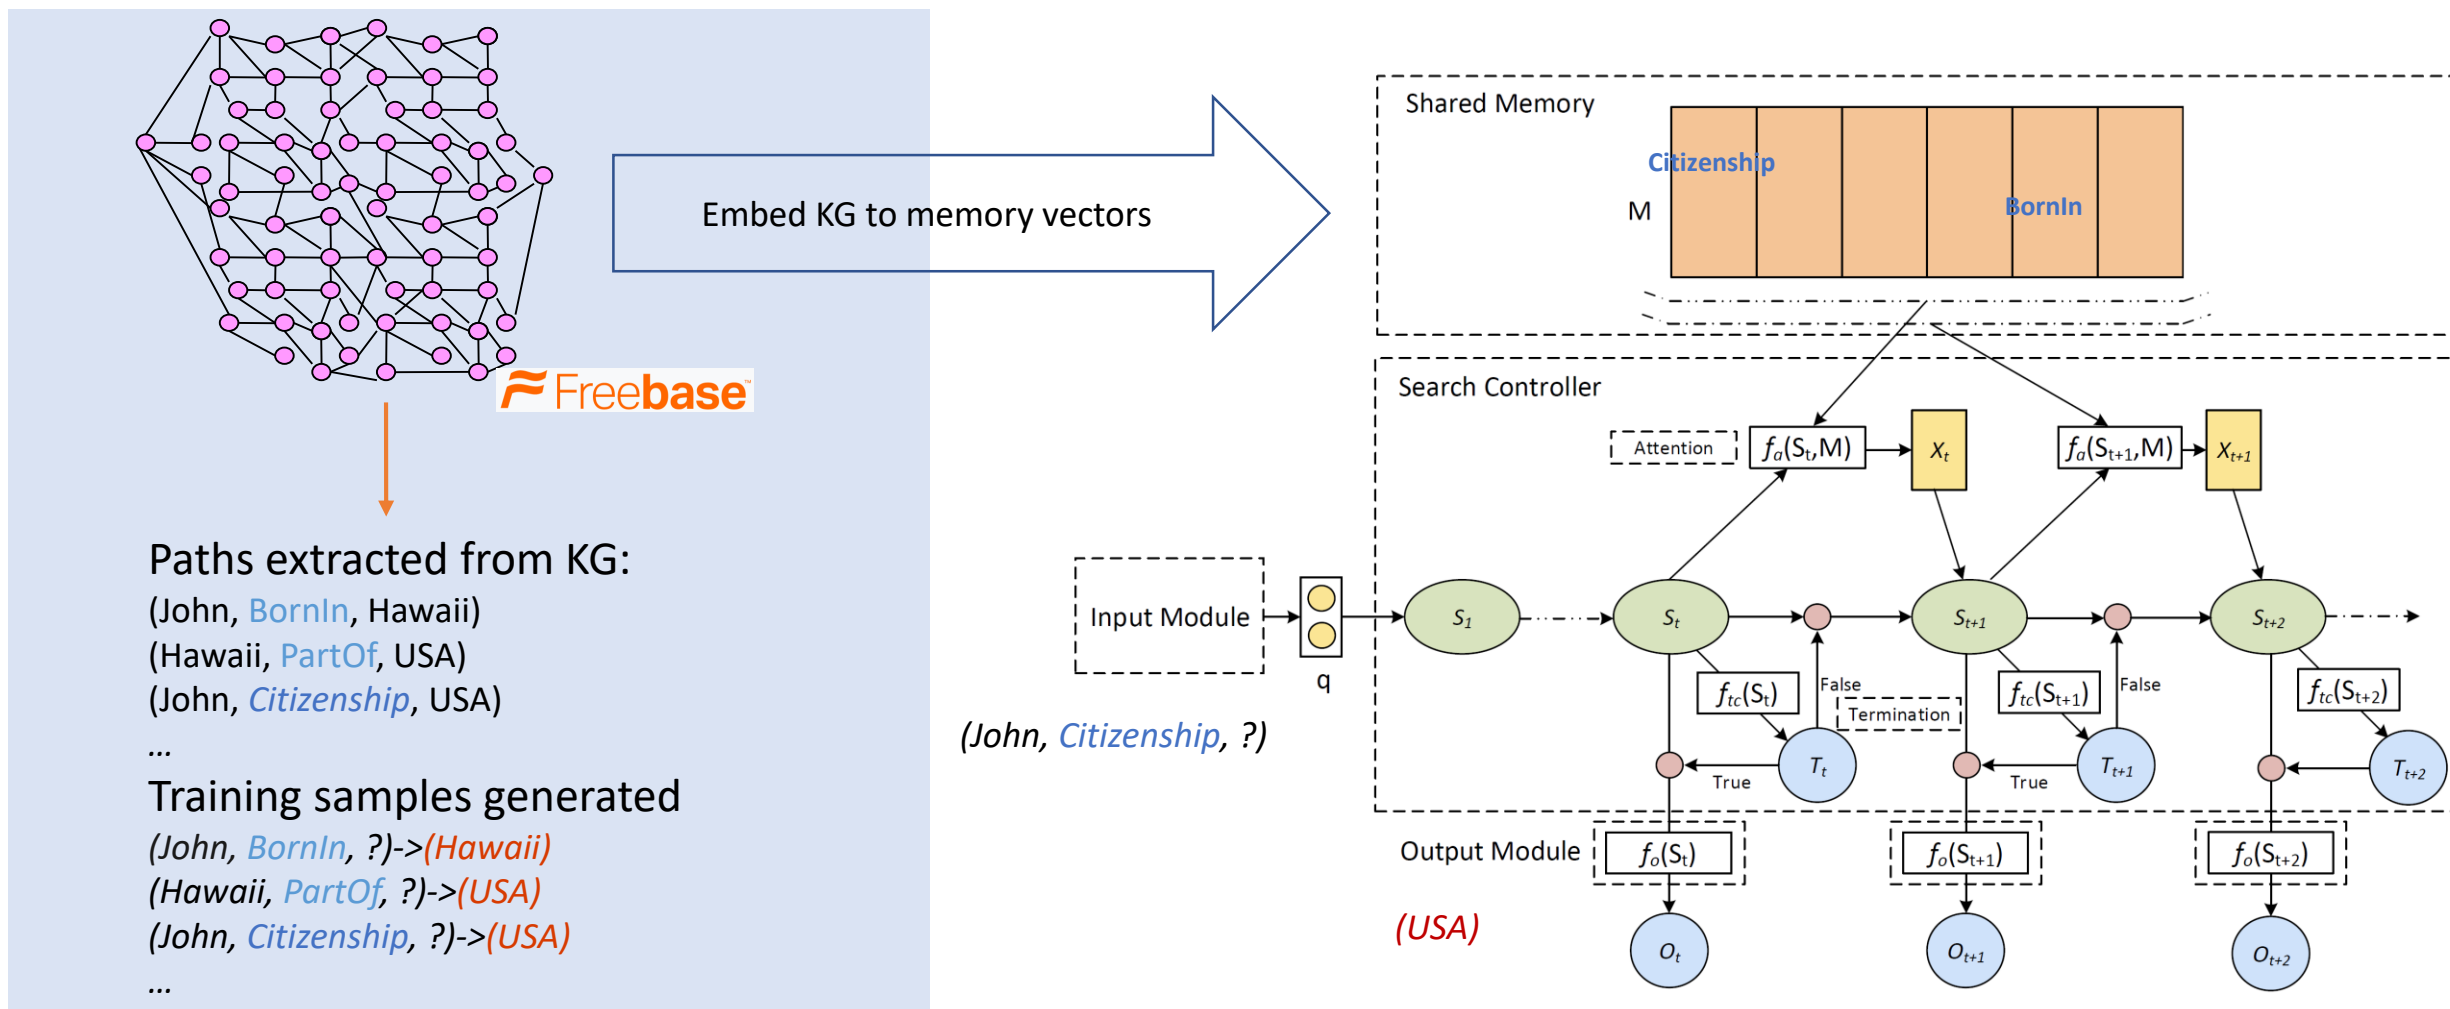 Freebase™
Embed KG to memory vectors
Paths extracted from KG:
(John, BornIn, Hawaii)
(Hawaii, PartOf, USA)
(John, Citizenship, USA)
...
Training samples generated
(John, BornIn, ?)->(Hawaii)
(Hawaii, PartOf, ?)->(USA)
(John, Citizenship, ?)->(USA)
...
Shared Memory
Citizenship
BornIn
M
Search Controller
Attention
fa(St,M)
Xt
fa(St+1,M)
Xt+1
Input Module
q
(John, Citizenship, ?)
S1
St
St+1
St+2
ftc(St)
False
Termination
ftc(St+1)
False
ftc(St+2)
True
Tt
True
Tt+1
Tt+2
Output Module
fo(St)
fo(St+1)
fo(St+2)
(USA)
Ot
Ot+1
Ot+2